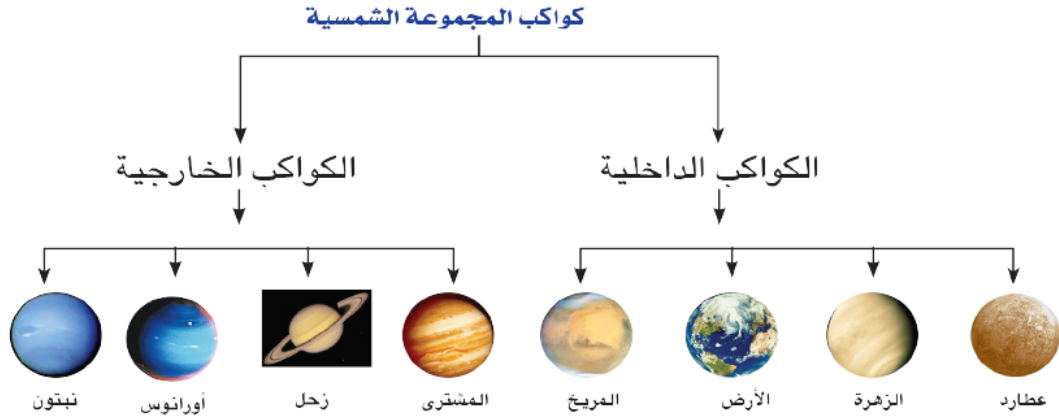 كواكب المجموعة الشمسية
الكواكب الداخلية
الكواكب الخارجية
عطارد
الزهرة
الأرض
المريخ
المشترى
زحل
أورانوس
نبتون